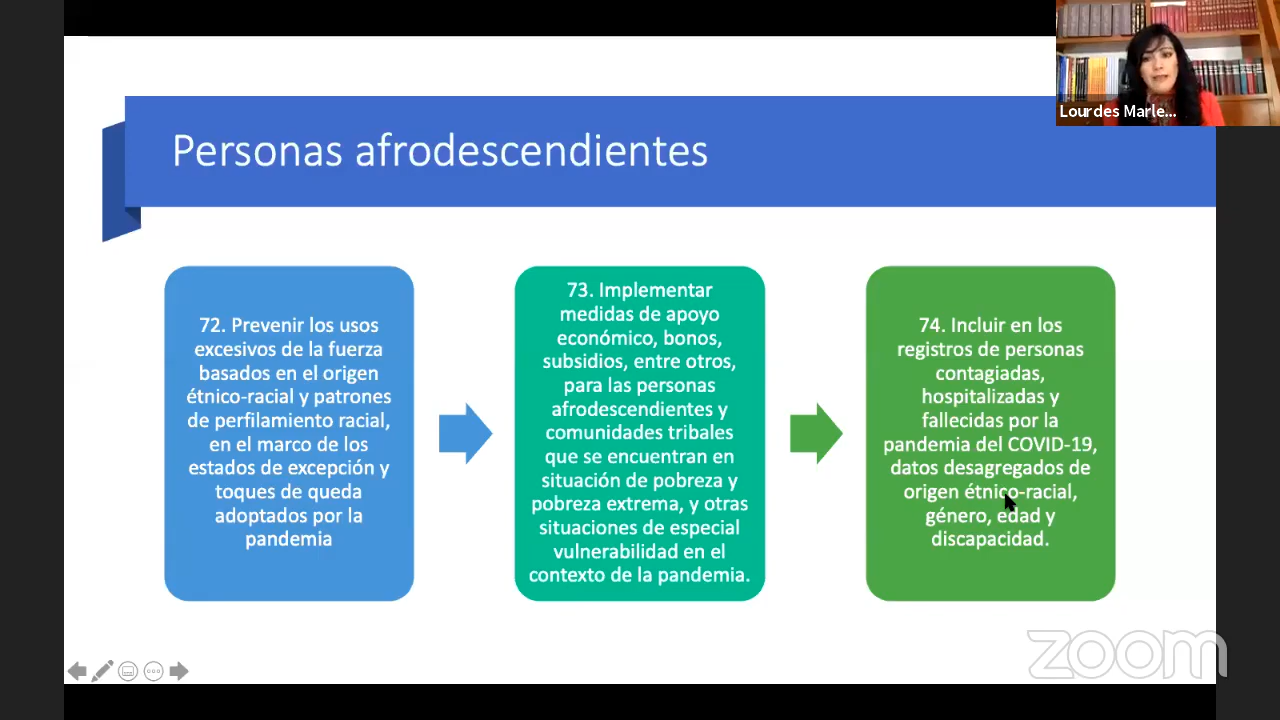 Lourdes Marle...
Personas afrodescendientes
72. Prevenir los usos
excesivos de la fuerza
basados en el origen
étnico-racial y patrones
de perfilamiento racial,
en el marco de los
estados de excepción y
toques de queda
adoptados por la
pandemia
73. Implementar
medidas de apoyo
económico, bonos,
subsidios, entre otros,
para las personas
afrodescendientes y
comunidades tribales
que se encuentran en
situación de pobreza y
pobreza extrema, y otras
situaciones de especial
vulnerabilidad en el
contexto de la pandemia.
74. Incluir en los
registros de personas
contagiadas,
hospitalizadas y
fallecidas por la
pandemia del COVID-19,
datos desagregados de
origen étnico-racial,
género, edad y
discapacidad.
zoom